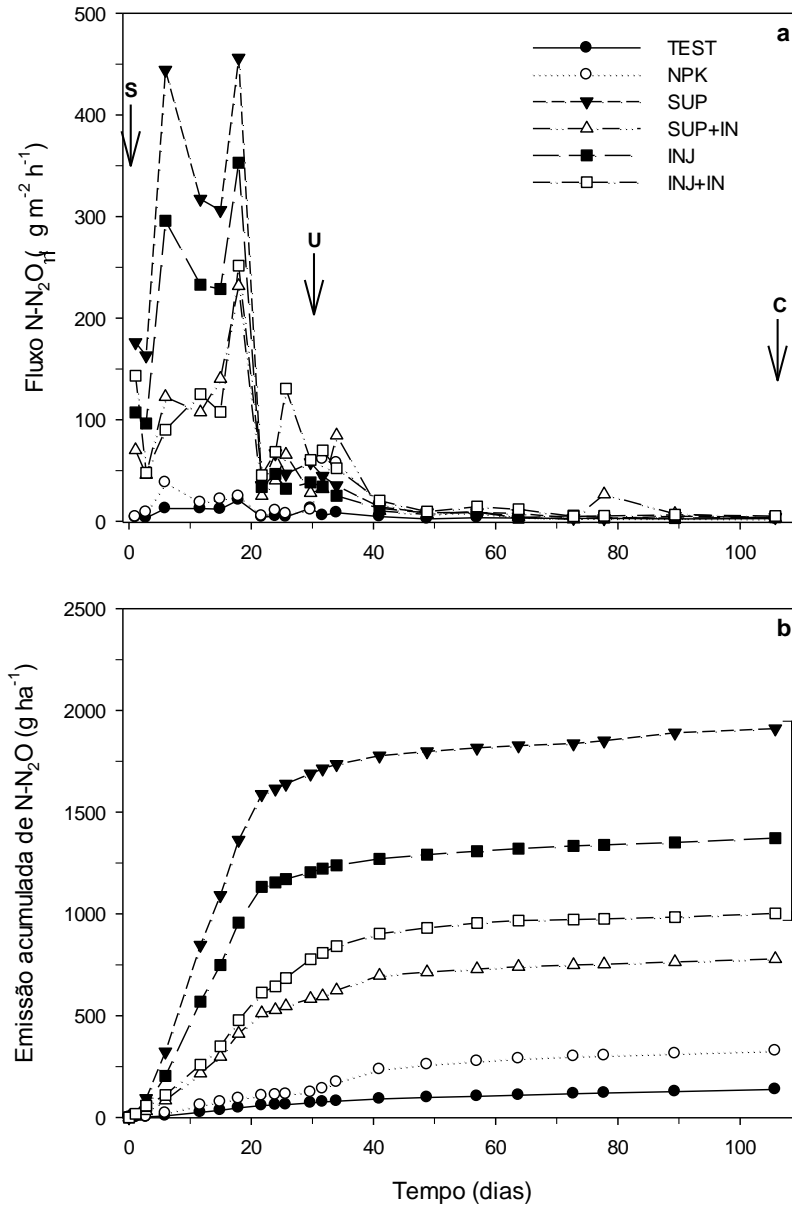 a
500
400
300
200
100
0
Fluxo N-N2O ( g m-2 h-1)
S
U
C
TEST
NPK
SUP
SUP+IN
INJ
INJ+IN
0 20 40 60 80 100
b
2500
2000
1500
1000
500
0
Emissão acumulada de N-N2O (g ha-1)
0 20 40 60 80 100
Tempo (dias)